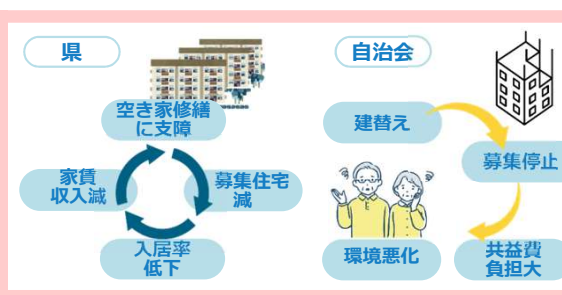 県
空き家修繕
に支障
募集住宅
減
入居率
低下
家賃
収入減
自治会
建替え
募集停止
共益費
負担大
環境悪化